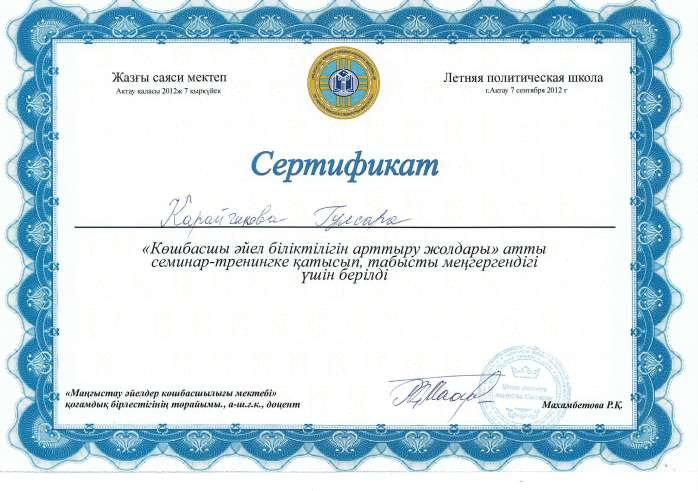 Жазғы саяси мектеп
Ақтау қаласы 2012ж 7 қыркүйек
Летняя политическая школа
г.Актау 7 сентября 2012 г
Сертификат
Карайчикова Гулсара
«Көшбасшы әйел біліктілігін арттыру жолдары» атты
семинар-тренингке қатысып, табысты меңгергендігі
үшін берілді
«Маңғыстау әйелдер көшбасшылығы мектебі»
қоғамдық бірлестігінің төрайымы., а-ш.ғ.к., доцент
Махамбетова Р.Қ.